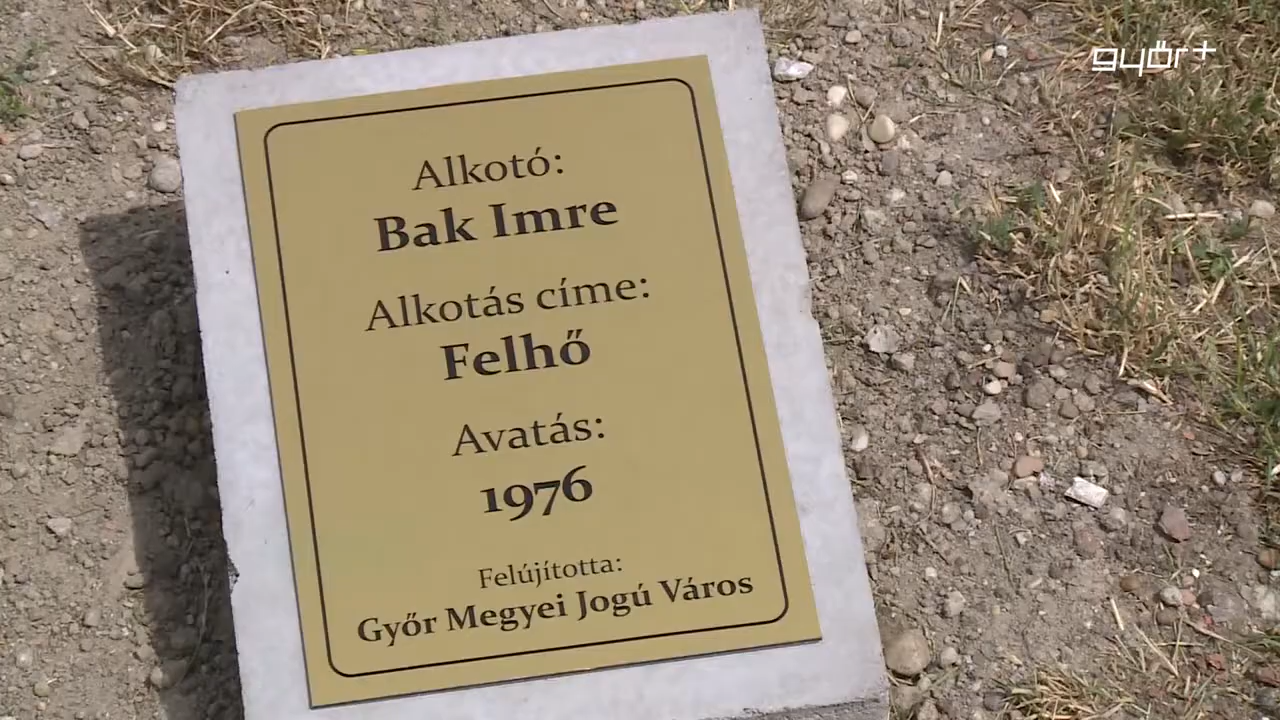 győr+
Alkotó:
Bak Imre
Alkotás címe:
Felhő
Avatás:
1976
Felújította:
Győr Megyei Jogú Város